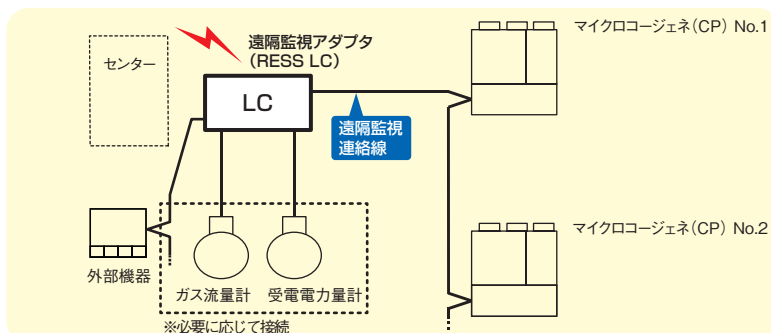 マイクロコージェネ(CP) No.1
遠隔監視アダプタ
(RESS LC)
センター
LC
遠隔監視
連絡線
マイクロコージェネ(CP) No.2
外部機器
ガス流量計
受電電力量計
※必要に応じて接続